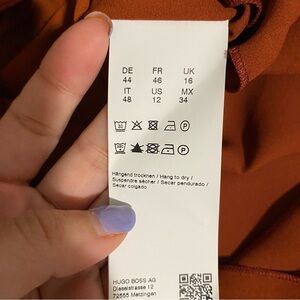 DE FR UK
44 46 16
IT US MX
48 12 34
30 P
P
Hängend trocknen / Hang to dry /
Suspendre sécher / Secar pendurado /
Secar colgado
HUGO BOSS AG
Dieselstrasse 12
72555 Metzingen